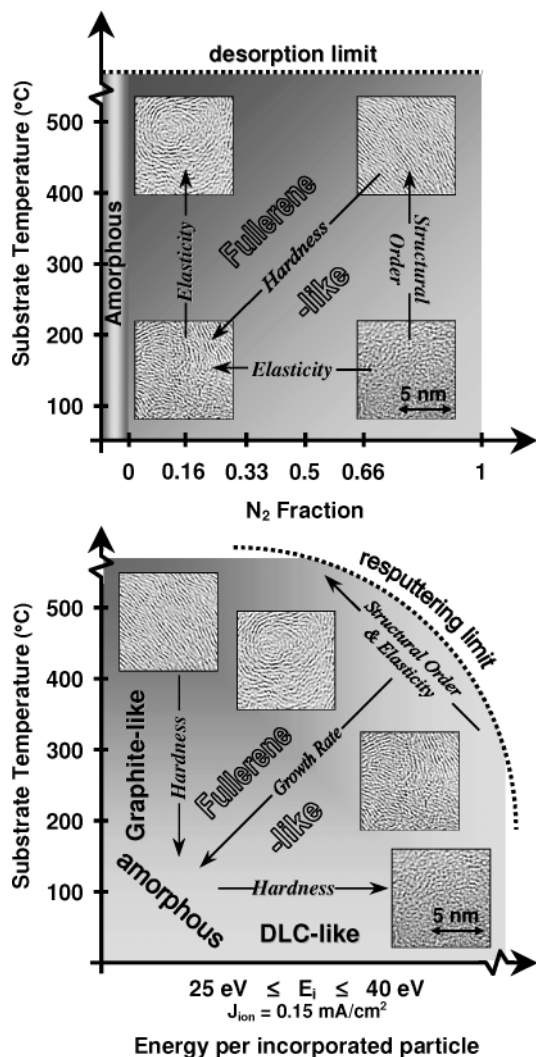 desorption limit
Substrate Temperature (°C)
500
400
300
200
100
Amorphous
Elasticity
Fullerene
-like
Hardness
Structural
Order
Elasticity
5 nm
0 0.16 0.33 0.5 0.66 1
N₂ Fraction
resputtering limit
Substrate Temperature (°C)
500
400
300
200
100
0
Structural Order
& Elasticity
Graphite-like
Hardness
Fullerene
-like
Growth Rate
amorphous
Hardness
DLC-like
5 nm
25 eV ≤ Eᵢ ≤ 40 eV
Jᵢₒₙ = 0.15 mA/cm²
Energy per incorporated particle